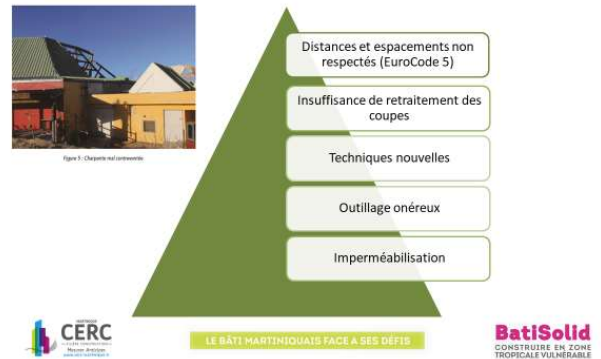 Distances et espacements non
respectés (EuroCode 5)
Insuffisance de retraitement des
coupes
Techniques nouvelles
Outillage onéreux
Imperméabilisation
Figure 5 : Charpente mal contreventée
CERC
LE BÂTI MARTINIQUAIS FACE A SES DÉFIS
BatiSolid
CONSTRUIRE EN ZONE
TROPICALE VULNÉRABLE